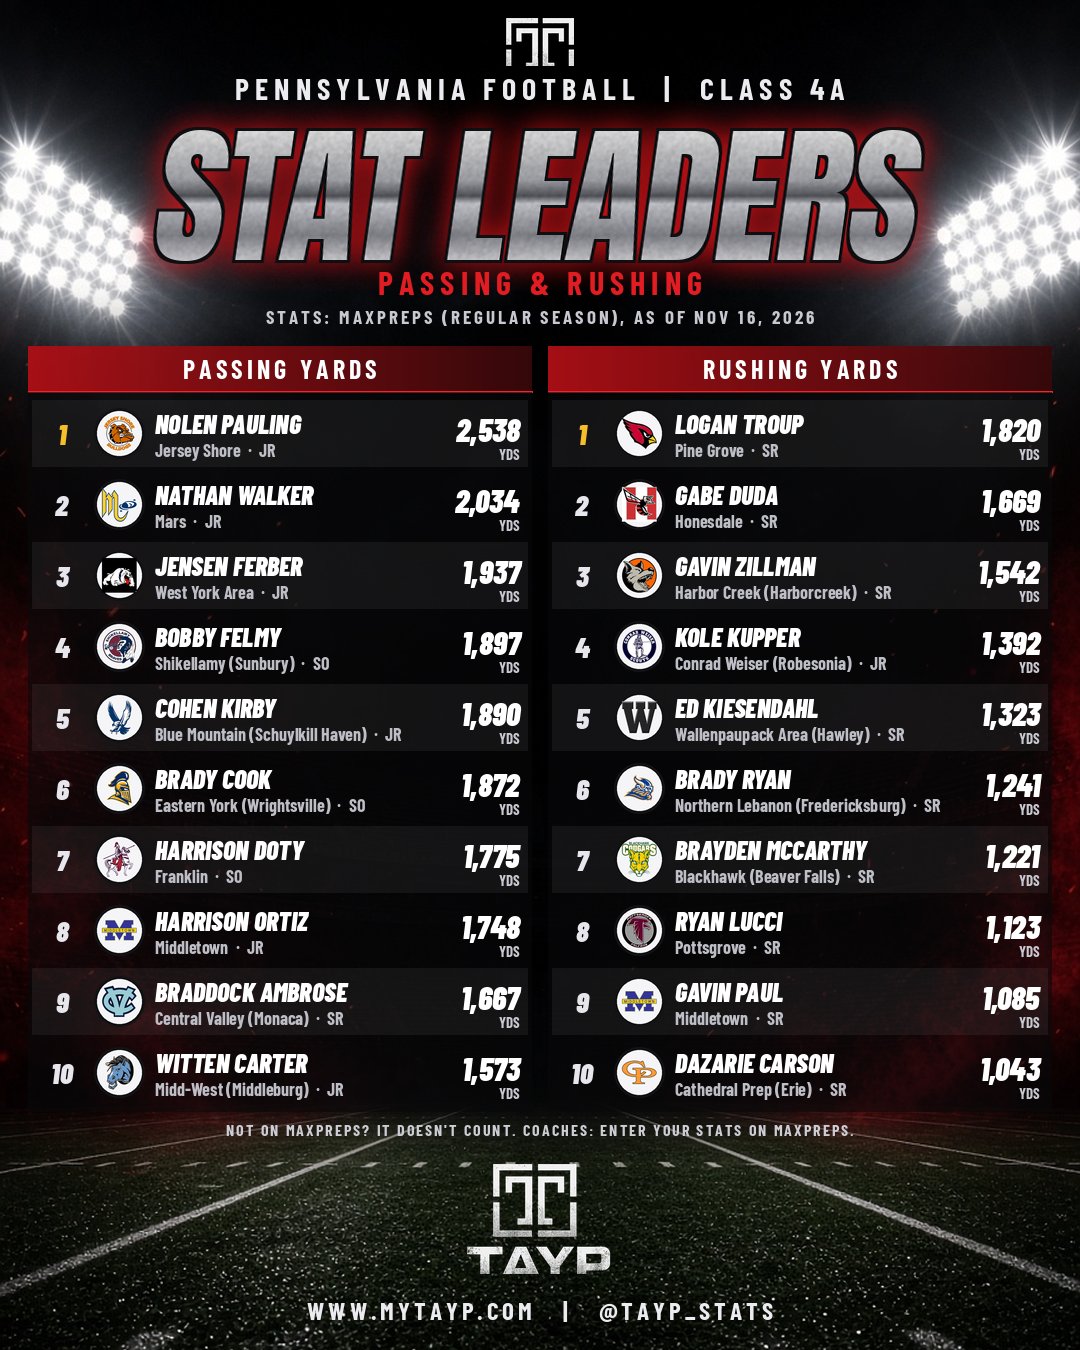 PENNSYLVANIA FOOTBALL | CLASS 4A
STAT LEADERS
PASSING & RUSHING
STATS: MAXPREPS (REGULAR SEASON), AS OF NOV 16, 2026
PASSING YARDS
1
NOLEN PAULING
Jersey Shore · JR
2,538
YDS
2
NATHAN WALKER
Mars · JR
2,034
YDS
3
JENSEN FERBER
West York Area · JR
1,937
YDS
4
BOBBY FELMY
Shikellamy (Sunbury) · SO
1,897
YDS
5
COHEN KIRBY
Blue Mountain (Schuylkill Haven) · JR
1,890
YDS
6
BRADY COOK
Eastern York (Wrightsville) · SO
1,872
YDS
7
HARRISON DOTY
Franklin · SO
1,775
YDS
8
HARRISON ORTIZ
Middletown · JR
1,748
YDS
9
BRADDOCK AMBROSE
Central Valley (Monaca) · SR
1,667
YDS
10
WITTEN CARTER
Midd-West (Middleburg) · JR
1,573
YDS
RUSHING YARDS
1
LOGAN TROUP
Pine Grove · SR
1,820
YDS
2
GABE DUDA
Honesdale · SR
1,669
YDS
3
GAVIN ZILLMAN
Harbor Creek (Harborcreek) · SR
1,542
YDS
4
KOLE KUPPER
Conrad Weiser (Robesonia) · JR
1,392
YDS
5
W
ED KIESENDAHL
Wallenpaupack Area (Hawley) · SR
1,323
YDS
6
BRADY RYAN
Northern Lebanon (Fredericksburg) · SR
1,241
YDS
7
COUGARS
BRAYDEN MCCARTHY
Blackhawk (Beaver Falls) · SR
1,221
YDS
8
RYAN LUCCI
Pottsgrove · SR
1,123
YDS
9
GAVIN PAUL
Middletown · SR
1,085
YDS
10
CP
DAZARIE CARSON
Cathedral Prep (Erie) · SR
1,043
YDS
NOT ON MAXPREPS? IT DOESN'T COUNT. COACHES: ENTER YOUR STATS ON MAXPREPS.
TAYP
WWW.MYTAYP.COM | @TAYP_STATS